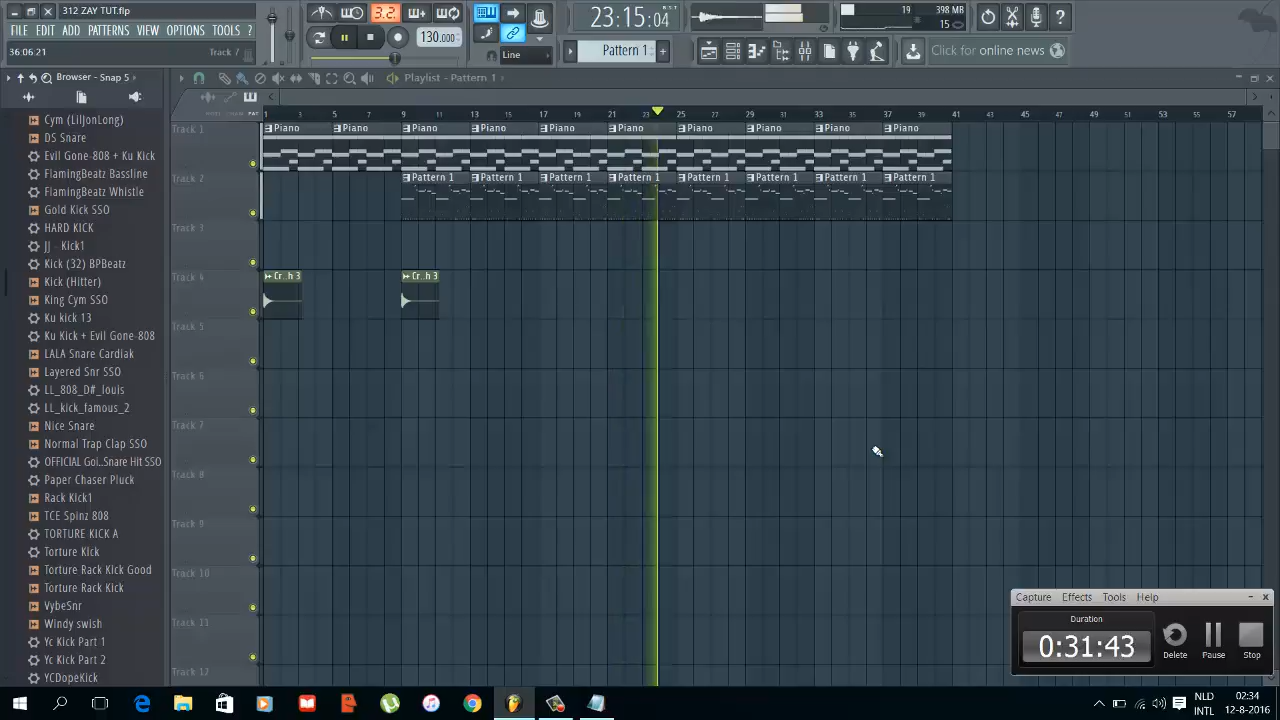 312 ZAY TUT.flp
FILE EDIT ADD PATTERNS VIEW OPTIONS TOOLS ?
36:06:21 Track 7
3.2
130.000
23:15:04
Line
Pattern 1
19 398 MB
15
Click for online news
Browser - Snap 5
Playlist - Pattern 1
1 3 5 7 9 11 13 15 17 19 21 23 25 27 29 31 33 35 37 39 41 43 45 47 49 51 53 55 57
Track 1
Piano Piano Piano Piano Piano Piano Piano Piano Piano Piano
Track 2
Pattern 1 Pattern 1 Pattern 1 Pattern 1 Pattern 1 Pattern 1 Pattern 1 Pattern 1
Track 3
Track 4
Cr..h 3 Cr..h 3
Track 5
Track 6
Track 7
Track 8
Track 9
Track 10
Track 11
Track 12
Cym (LilJonLong)
DS Snare
Evil Gone-808 + Ku Kick
FlamingBeatz Bassline
FlamingBeatz Whistle
Gold Kick SSO
HARD KICK
JJ - Kick1
Kick (32) BPBeatz
Kick (Hitter)
King Cym SSO
Ku kick 13
Ku Kick + Evil Gone-808
LALA Snare Cardiak
Layered Snr SSO
LL_808_D#_louis
LL_kick_famous_2
Nice Snare
Normal Trap Clap SSO
OFFICIAL Gol..Snare Hit SSO
Paper Chaser Pluck
Rack Kick1
TCE Spinz 808
TORTURE KICK A
Torture Kick
Torture Rack Kick Good
Torture Rack Kick
VybeSnr
Windy swish
Yc Kick Part 1
Yc Kick Part 2
YCDopeKick
Capture Effects Tools Help
Duration
0:31:43
Delete Pause Stop
NLD 02:34
INTL 12-8-2016